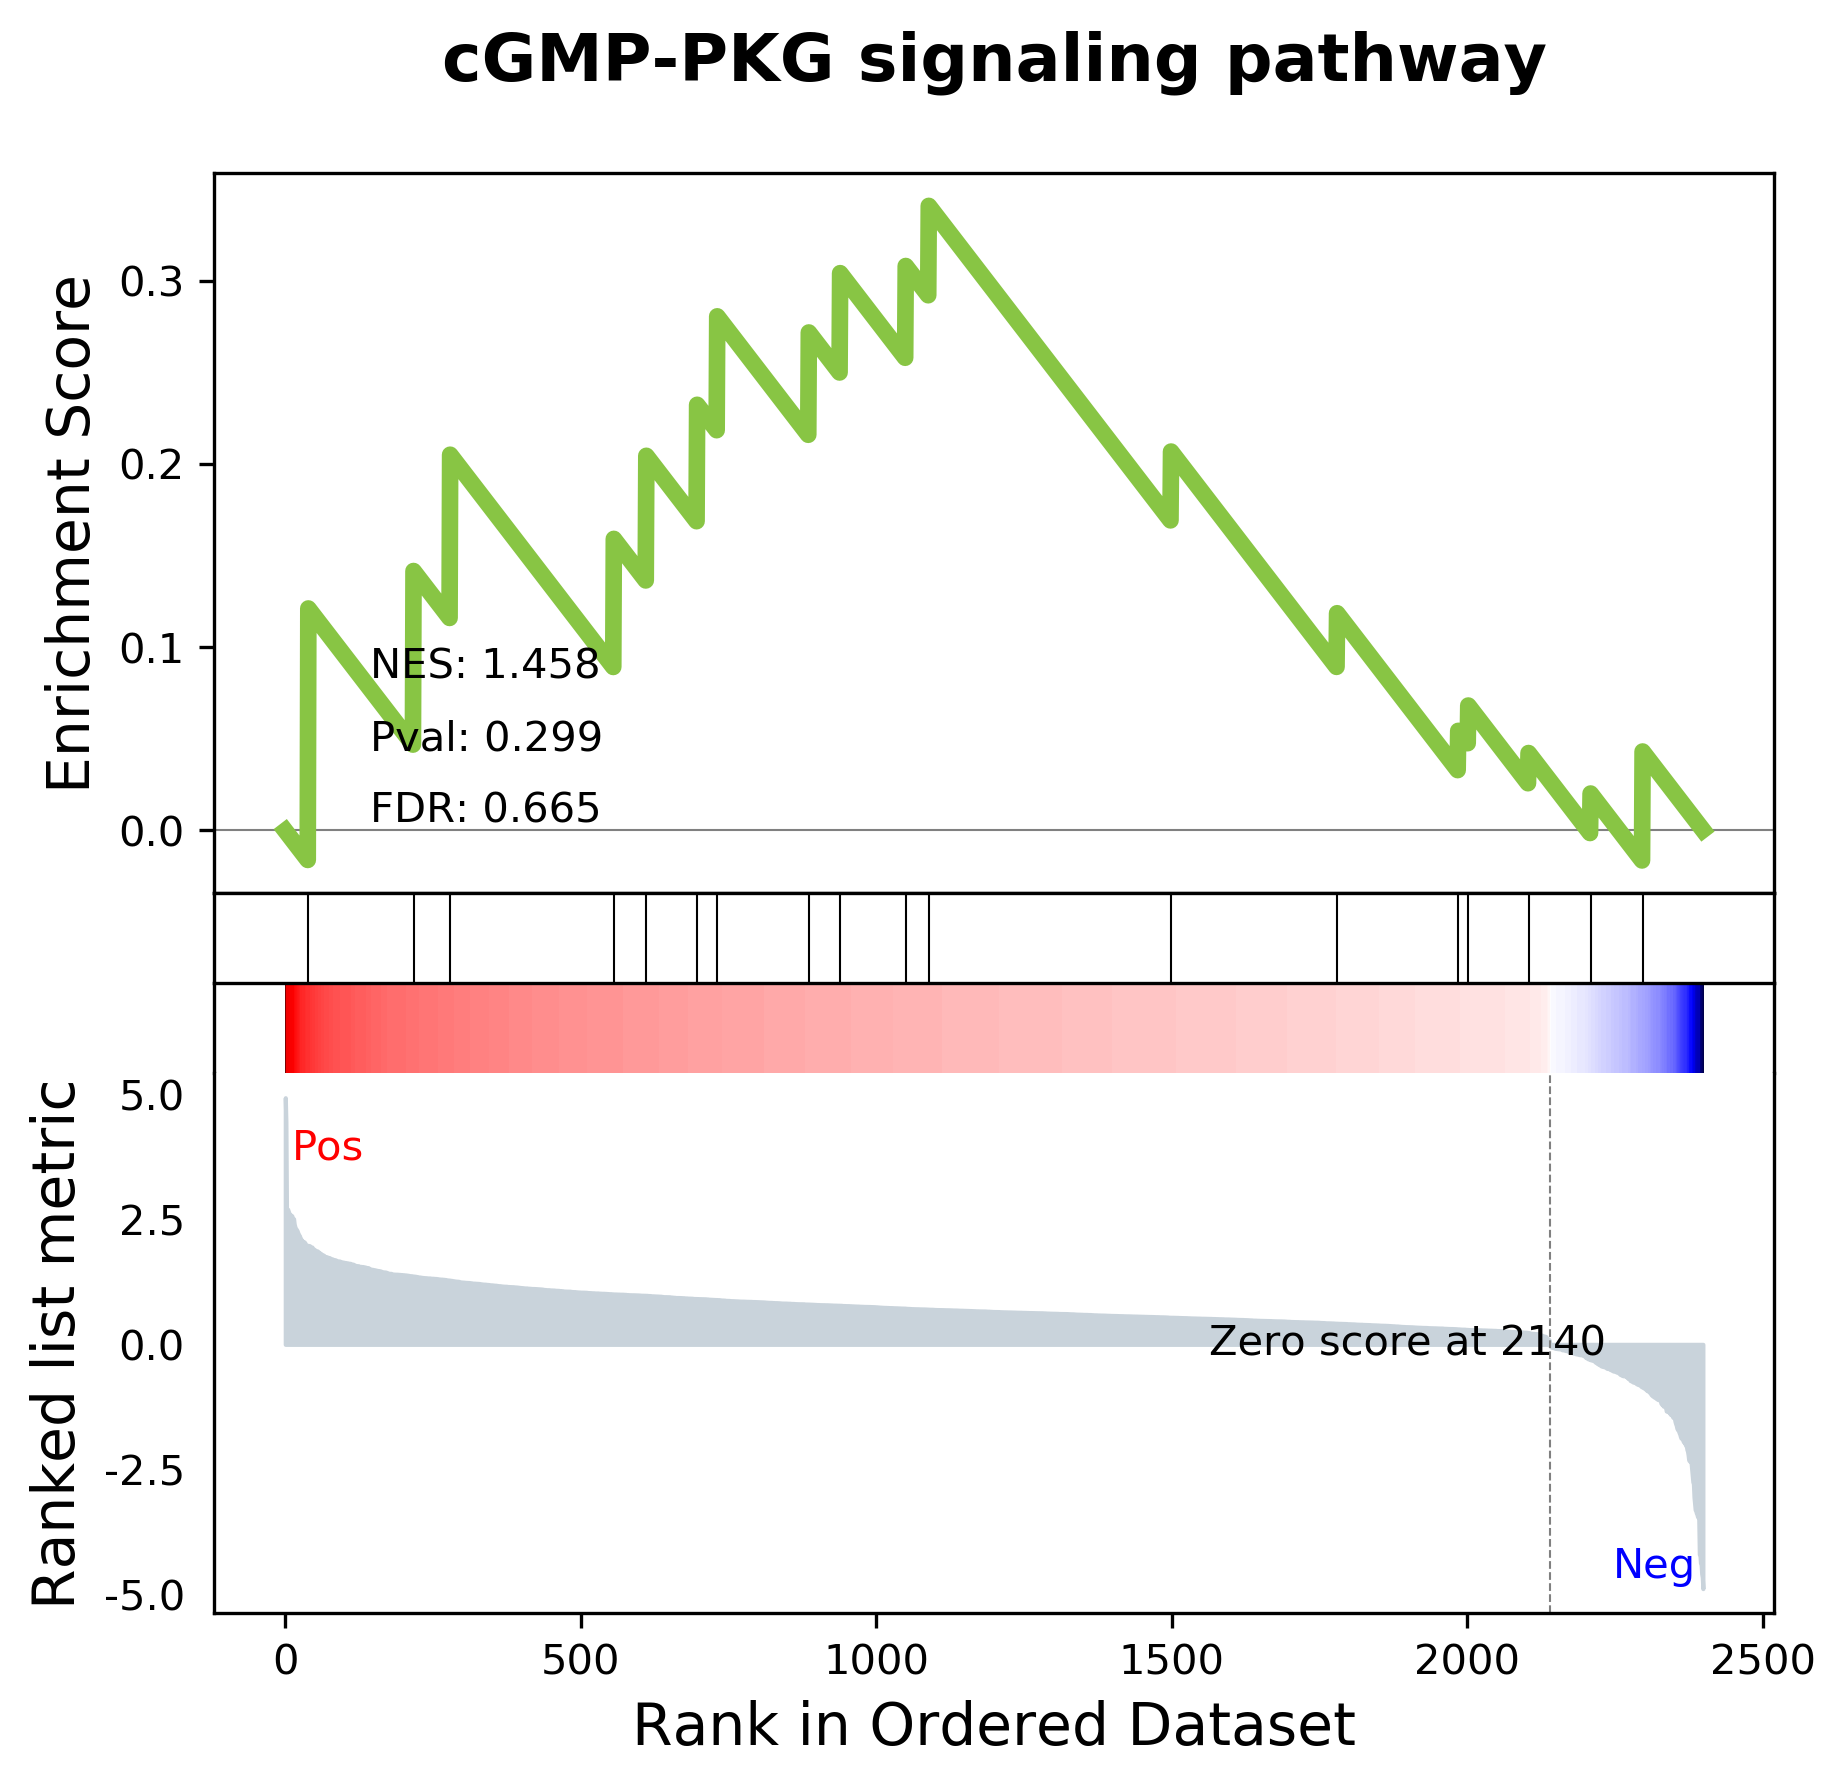 cGMP-PKG signaling pathway
Enrichment Score
0.3
0.2
0.1
0.0
NES: 1.458
Pval: 0.299
FDR: 0.665
Ranked list metric
5.0
2.5
0.0
-2.5
-5.0
Pos
Zero score at 2140
Neg
0 500 1000 1500 2000 2500
Rank in Ordered Dataset